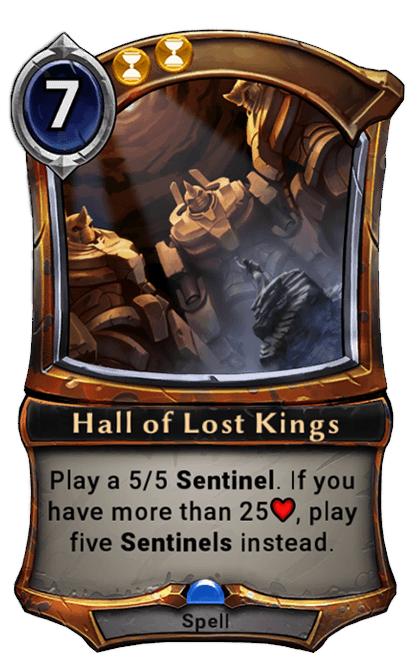 7
Hall of Lost Kings
Play a 5/5 Sentinel. If you
have more than 25❤, play
five Sentinels instead.
Spell